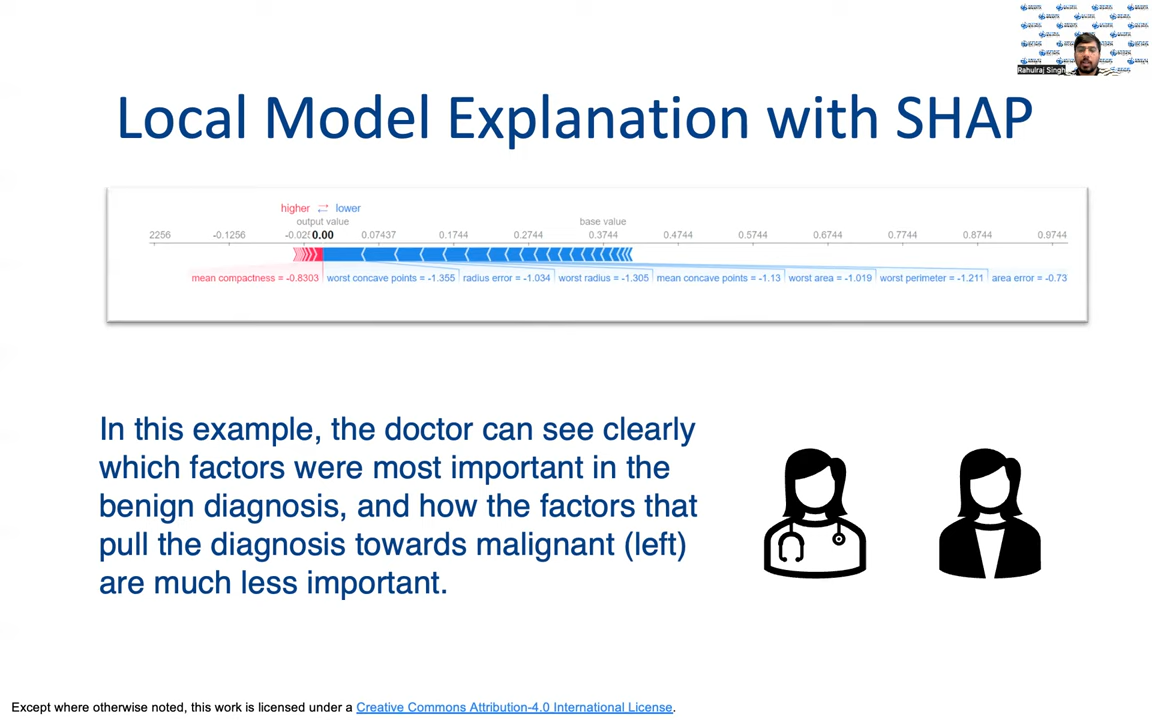 Rahulraj Singh
Local Model Explanation with SHAP
higher lower
output value base value
2256 -0.1256 -0.025 0.00 0.07437 0.1744 0.2744 0.3744 0.4744 0.5744 0.6744 0.7744 0.8744 0.9744
mean compactness = -0.8303 worst concave points = -1.355 radius error = -1.034 worst radius = -1.305 mean concave points = -1.13 worst area = -1.019 worst perimeter = -1.211 area error = -0.73
In this example, the doctor can see clearly
which factors were most important in the
benign diagnosis, and how the factors that
pull the diagnosis towards malignant (left)
are much less important.
Except where otherwise noted, this work is licensed under a Creative Commons Attribution-4.0 International License.